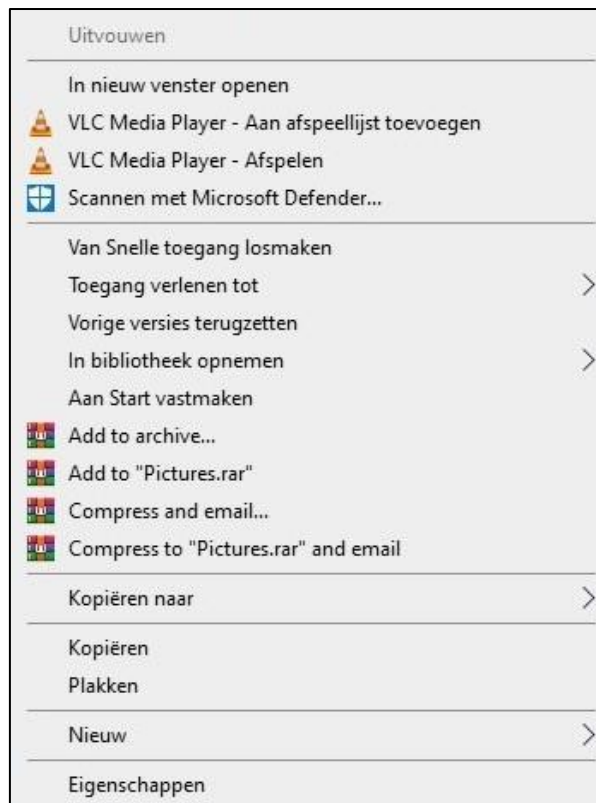 Uitvouwen
In nieuw venster openen
VLC Media Player - Aan afspeellijst toevoegen
VLC Media Player - Afspelen
Scannen met Microsoft Defender...
Van Snelle toegang losmaken
Toegang verlenen tot
Vorige versies terugzetten
In bibliotheek opnemen
Aan Start vastmaken
Add to archive...
Add to "Pictures.rar"
Compress and email...
Compress to "Pictures.rar" and email
Kopiëren naar
Kopiëren
Plakken
Nieuw
Eigenschappen